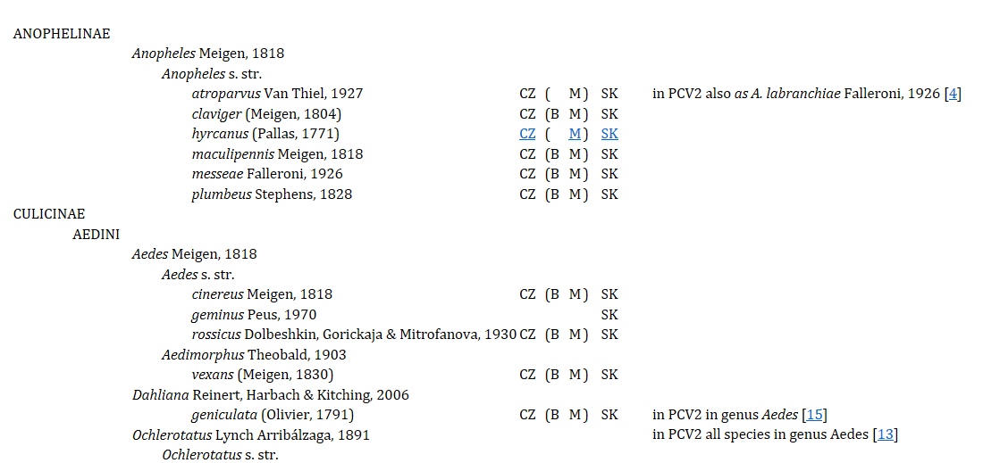 ANOPHELINAE
Anopheles Meigen, 1818
Anopheles s. str.
atroparvus Van Thiel, 1927 CZ ( M ) SK in PCV2 also as A. labranchiae Falleroni, 1926 [4]
claviger (Meigen, 1804) CZ (B M ) SK
hyrcanus (Pallas, 1771) CZ ( M ) SK
maculipennis Meigen, 1818 CZ (B M ) SK
messeae Falleroni, 1926 CZ (B M ) SK
plumbeus Stephens, 1828 CZ (B M ) SK
CULICINAE
AEDINI
Aedes Meigen, 1818
Aedes s. str.
cinereus Meigen, 1818 CZ (B M ) SK
geminus Peus, 1970 SK
rossicus Dolbeshkin, Gorickaja & Mitrofanova, 1930 CZ (B M ) SK
Aedimorphus Theobald, 1903
vexans (Meigen, 1830) CZ (B M ) SK
Dahliana Reinert, Harbach & Kitching, 2006
geniculata (Olivier, 1791) CZ (B M ) SK in PCV2 in genus Aedes [15]
Ochlerotatus Lynch Arribálzaga, 1891 in PCV2 all species in genus Aedes [13]
Ochlerotatus s. str.